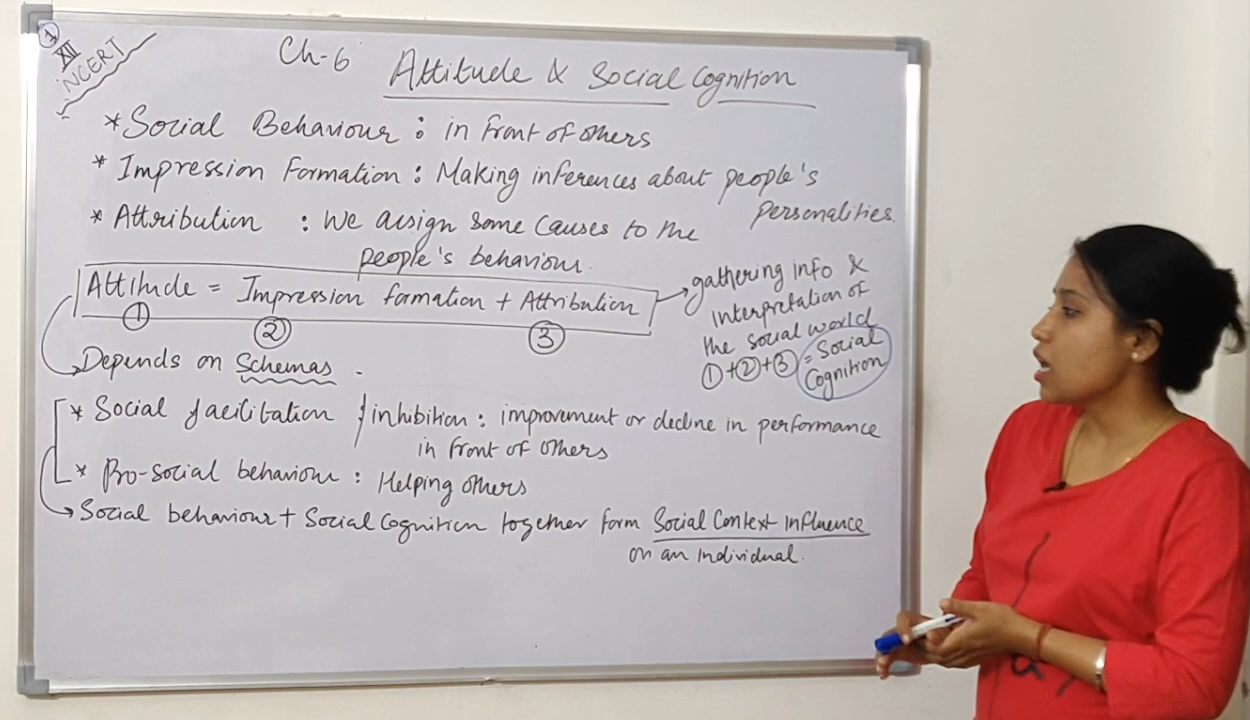 ①
XII
NCERT
Ch-6 Attitude & Social Cognition
* Social Behaviour : in front of others
* Impression Formation : Making inferences about people's
personalities.
* Attribution : We assign some causes to the
people's behaviour.
Attitude = Impression formation + Attribution
① ② ③
gathering info &
interpretation of
the social world
① + ② + ③ = Social
Cognition
Depends on Schemas.
* Social facilitation / inhibition : improvement or decline in performance
in front of others
* Pro-social behaviour : Helping others
Social behaviour + Social Cognition together form Social Context Influence
on an individual.